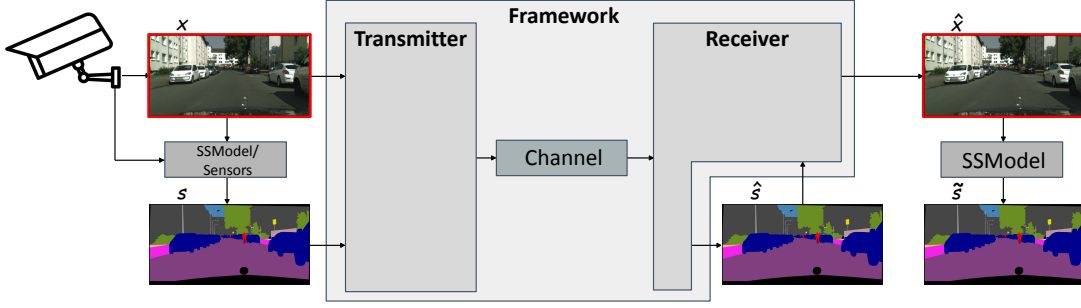 Framework
x
Transmitter
Receiver
x̂
SSModel/
Sensors
Channel
SSModel
s
ŝ
s̃